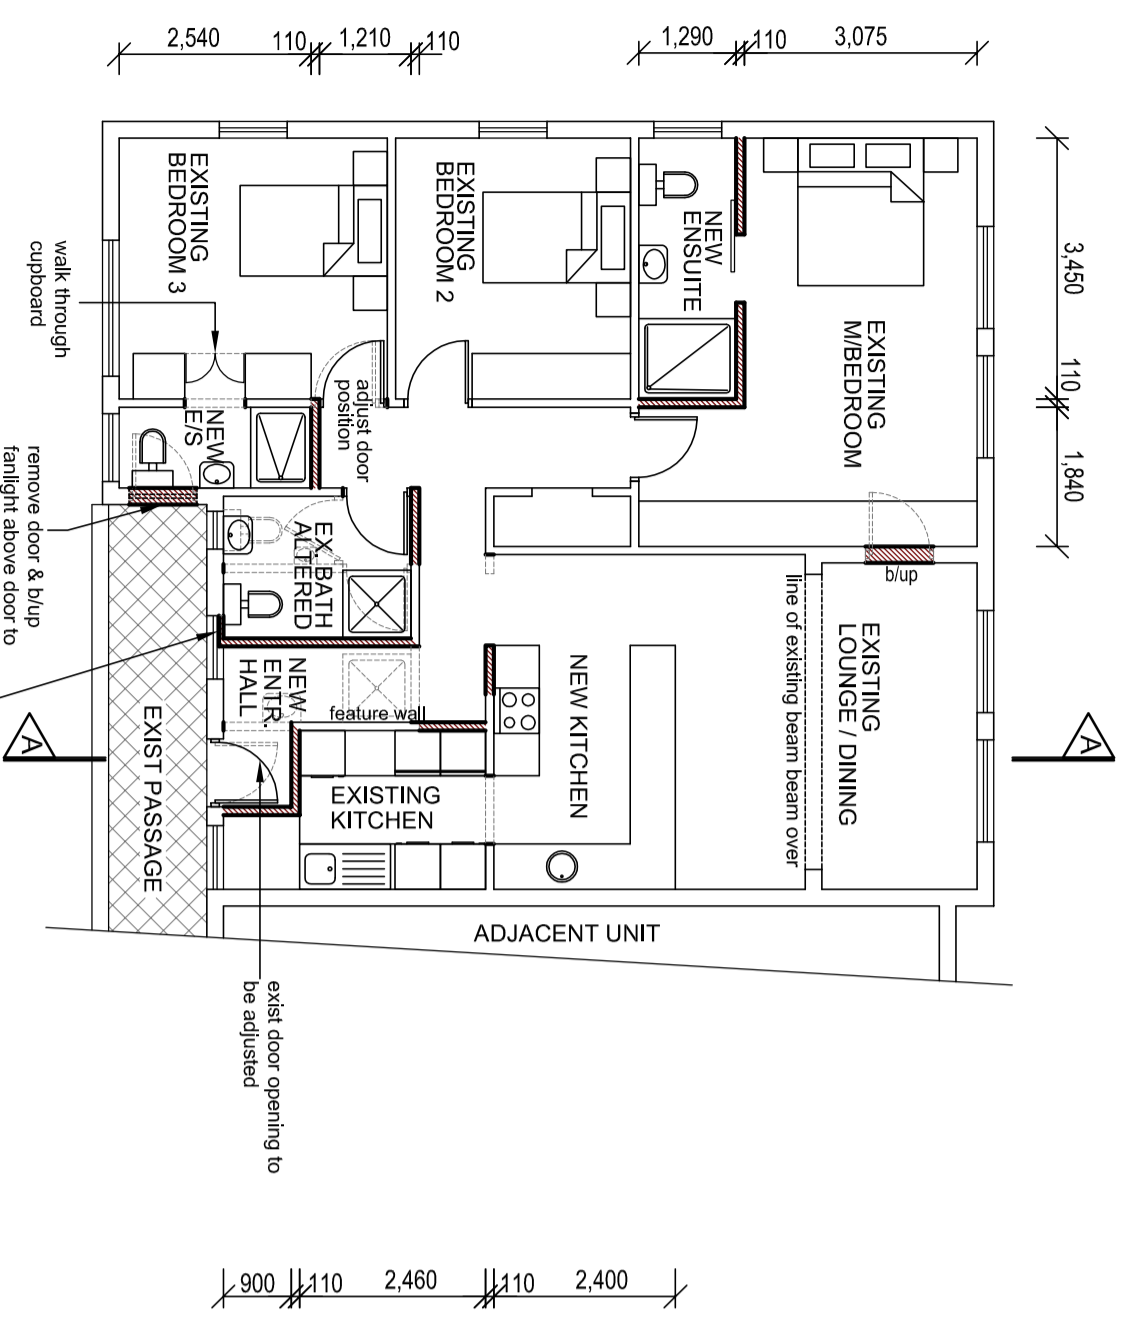 2,540
110
1,210
110
1,290
110
3,075
3,450
110
1,840
EXISTING
BEDROOM 3
EXISTING
BEDROOM 2
NEW
ENSUITE
EXISTING
M/BEDROOM
walk through
cupboard
adjust door
position
NEW
E/S
remove door & b/up
fanlight above door to
EX. BATH
ALTERED
b/up
line of existing beam beam over
EXISTING
LOUNGE / DINING
NEW KITCHEN
NEW
ENTR.
HALL
feature wall
EXISTING
KITCHEN
EXIST PASSAGE
A
A
ADJACENT UNIT
exist door opening to
be adjusted
900
110
2,460
110
2,400